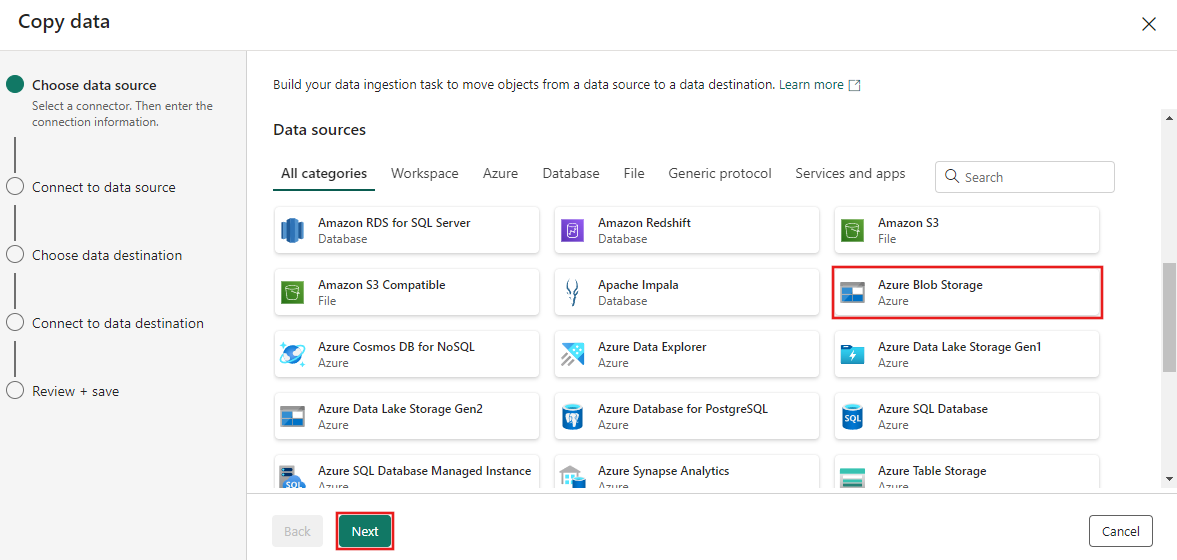 Copy data
Choose data source
Select a connector. Then enter the
connection information.
Connect to data source
Choose data destination
Connect to data destination
Review + save
Build your data ingestion task to move objects from a data source to a data destination. Learn more
Data sources
All categories Workspace Azure Database File Generic protocol Services and apps Search
Amazon RDS for SQL Server
Database
Amazon Redshift
Database
Amazon S3
File
Amazon S3 Compatible
File
Apache Impala
Database
Azure Blob Storage
Azure
Azure Cosmos DB for NoSQL
Azure
Azure Data Explorer
Azure
Azure Data Lake Storage Gen1
Azure
Azure Data Lake Storage Gen2
Azure
Azure Database for PostgreSQL
Azure
SQL
Azure SQL Database
Azure
SQL
Azure SQL Database Managed Instance
Azure
Azure Synapse Analytics
Azure
Azure Table Storage
Azure
Back Next Cancel